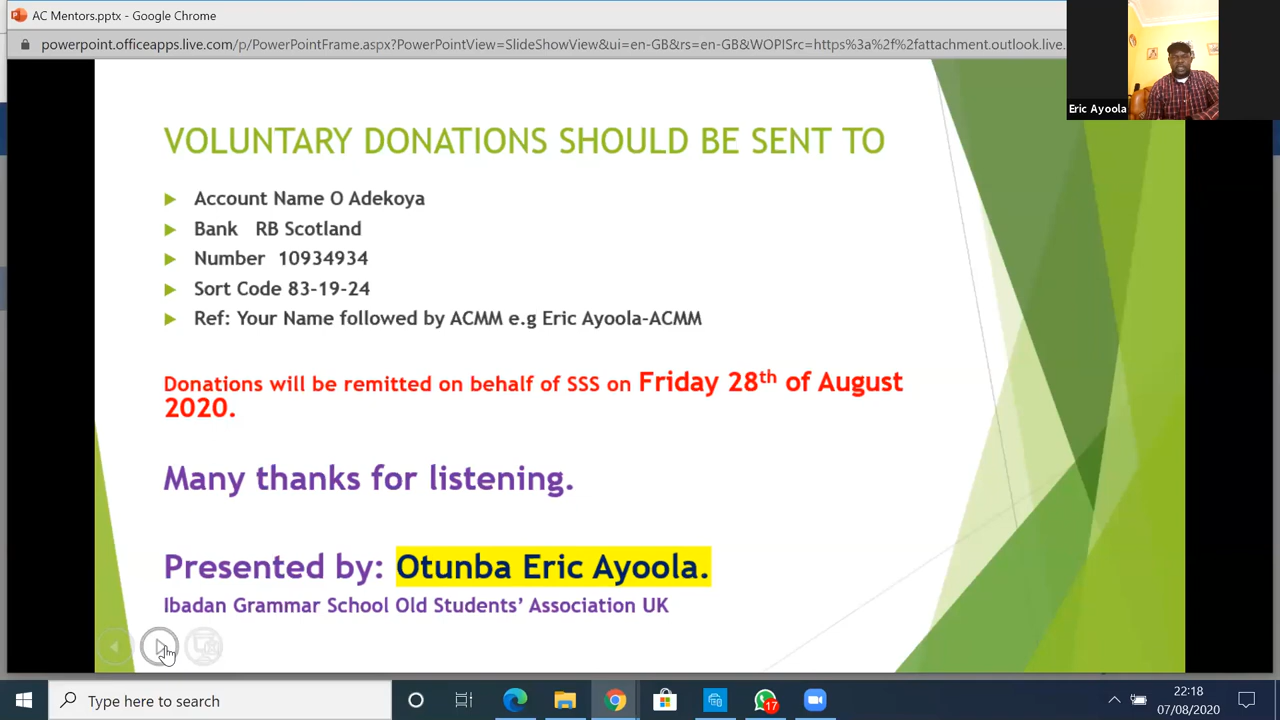 AC Mentors.pptx - Google Chrome
powerpoint.officeapps.live.com/p/PowerPointFrame.aspx?PowerPointView=SlideShowView&ui=en-GB&rs=en-GB&WOPISrc=https%3a%2f%2fattachment.outlook.live.
Eric Ayoola
VOLUNTARY DONATIONS SHOULD BE SENT TO
Account Name O Adekoya
Bank RB Scotland
Number 10934934
Sort Code 83-19-24
Ref: Your Name followed by ACMM e.g Eric Ayoola-ACMM
Donations will be remitted on behalf of SSS on Friday 28th of August
2020.
Many thanks for listening.
Presented by: Otunba Eric Ayoola.
Ibadan Grammar School Old Students’ Association UK
Type here to search
17
22:18
07/08/2020